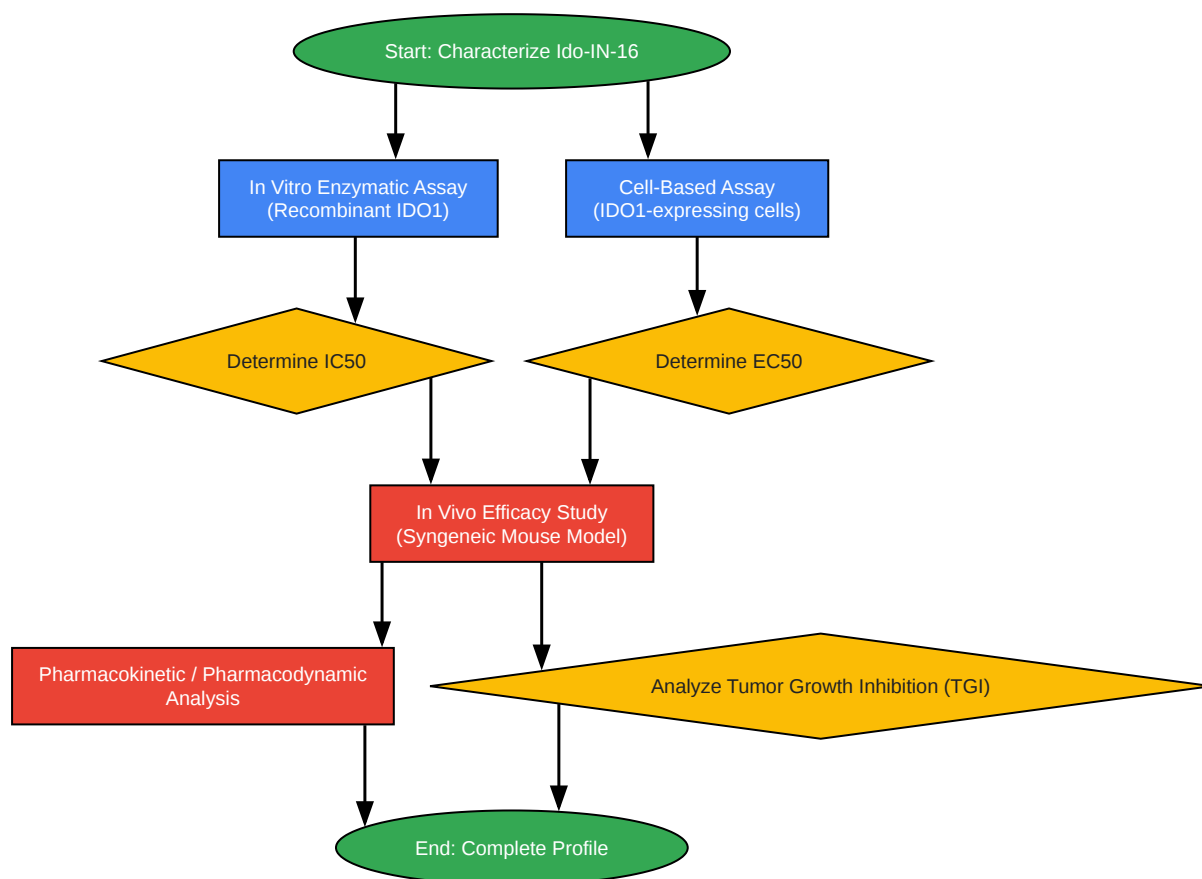 Start: Characterize Ido-IN-16
In Vitro Enzymatic Assay
(Recombinant IDO1)
Cell-Based Assay
(IDO1-expressing cells)
Determine IC50
Determine EC50
In Vivo Efficacy Study
(Syngeneic Mouse Model)
Pharmacokinetic / Pharmacodynamic
Analysis
Analyze Tumor Growth Inhibition (TGI)
End: Complete Profile